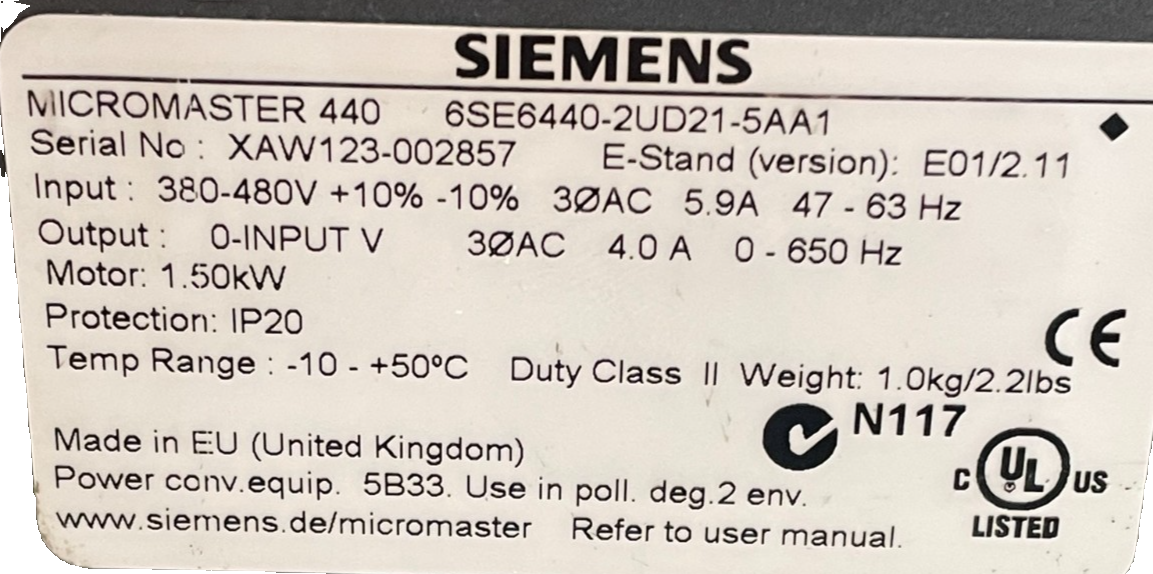 SIEMENS
MICROMASTER 440 6SE6440-2UD21-5AA1
Serial No : XAW123-002857 E-Stand (version): E01/2.11
Input : 380-480V +10% -10% 3ØAC 5.9A 47 - 63 Hz
Output : 0-INPUT V 3ØAC 4.0 A 0 - 650 Hz
Motor: 1.50kW
Protection: IP20
CE
Temp Range : -10 - +50ºC Duty Class II Weight: 1.0kg/2.2lbs
N117
Made in EU (United Kingdom)
C UL US
LISTED
Power conv.equip. 5B33. Use in poll. deg.2 env.
www.siemens.de/micromaster Refer to user manual.